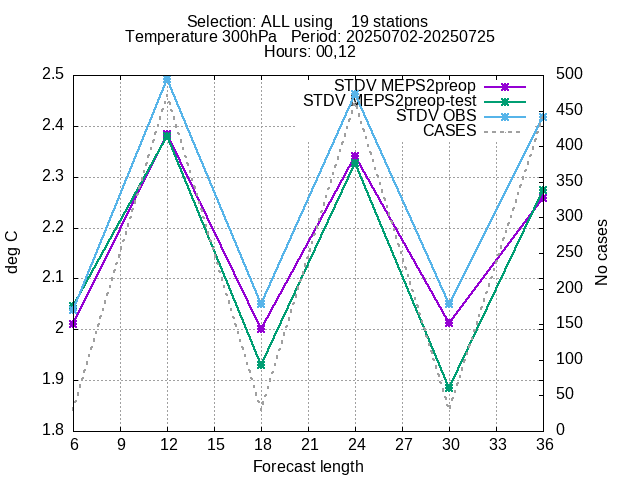 Selection: ALL using    19 stations
Temperature 300hPa   Period: 20250702-20250725
Hours: 00,12
STDV MEPS2preop
STDV MEPS2preop-test
STDV OBS
CASES
2.5
2.4
2.3
2.2
2.1
2
1.9
1.8
deg C
500
450
400
350
300
250
200
150
100
50
0
No cases
6 9 12 15 18 21 24 27 30 33 36
Forecast length